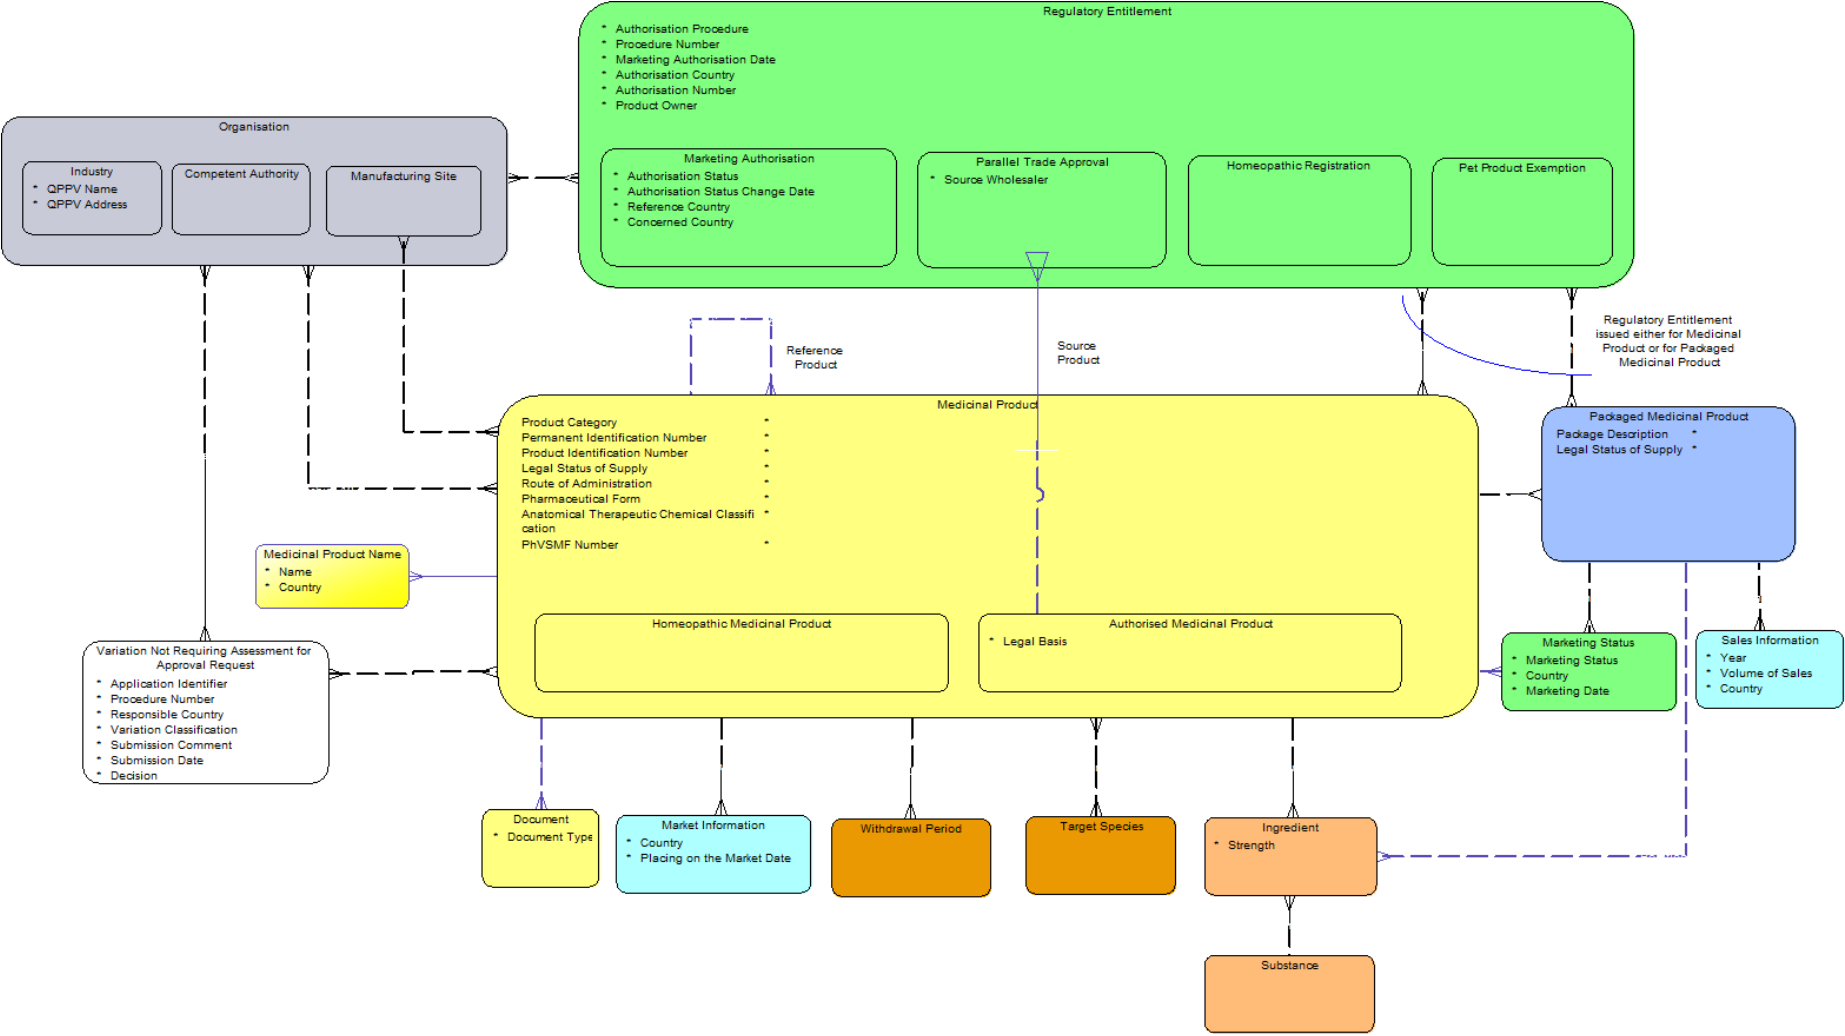 Regulatory Entitlement
* Authorisation Procedure
* Procedure Number
* Marketing Authorisation Date
* Authorisation Country
* Authorisation Number
* Product Owner
Marketing Authorisation
* Authorisation Status
* Authorisation Status Change Date
* Reference Country
* Concerned Country
Parallel Trade Approval
* Source Wholesaler
Homeopathic Registration
Pet Product Exemption
Organisation
Industry
* QPPV Name
* QPPV Address
Competent Authority
Manufacturing Site
Reference
Product
Source
Product
Regulatory Entitlement
issued either for Medicinal
Product or for Packaged
Medicinal Product
Medicinal Product
Product Category *
Permanent Identification Number *
Product Identification Number *
Legal Status of Supply *
Route of Administration *
Pharmaceutical Form *
Anatomical Therapeutic Chemical Classifi *
cation
PhVSMF Number *
Homeopathic Medicinal Product
Authorised Medicinal Product
* Legal Basis
Packaged Medicinal Product
Package Description *
Legal Status of Supply *
Medicinal Product Name
* Name
* Country
Variation Not Requiring Assessment for
Approval Request
* Application Identifier
* Procedure Number
* Responsible Country
* Variation Classification
* Submission Comment
* Submission Date
* Decision
Marketing Status
* Marketing Status
* Country
* Marketing Date
Sales Information
* Year
* Volume of Sales
* Country
Document
* Document Type
Market Information
* Country
* Placing on the Market Date
Withdrawal Period
Target Species
Ingredient
* Strength
Substance